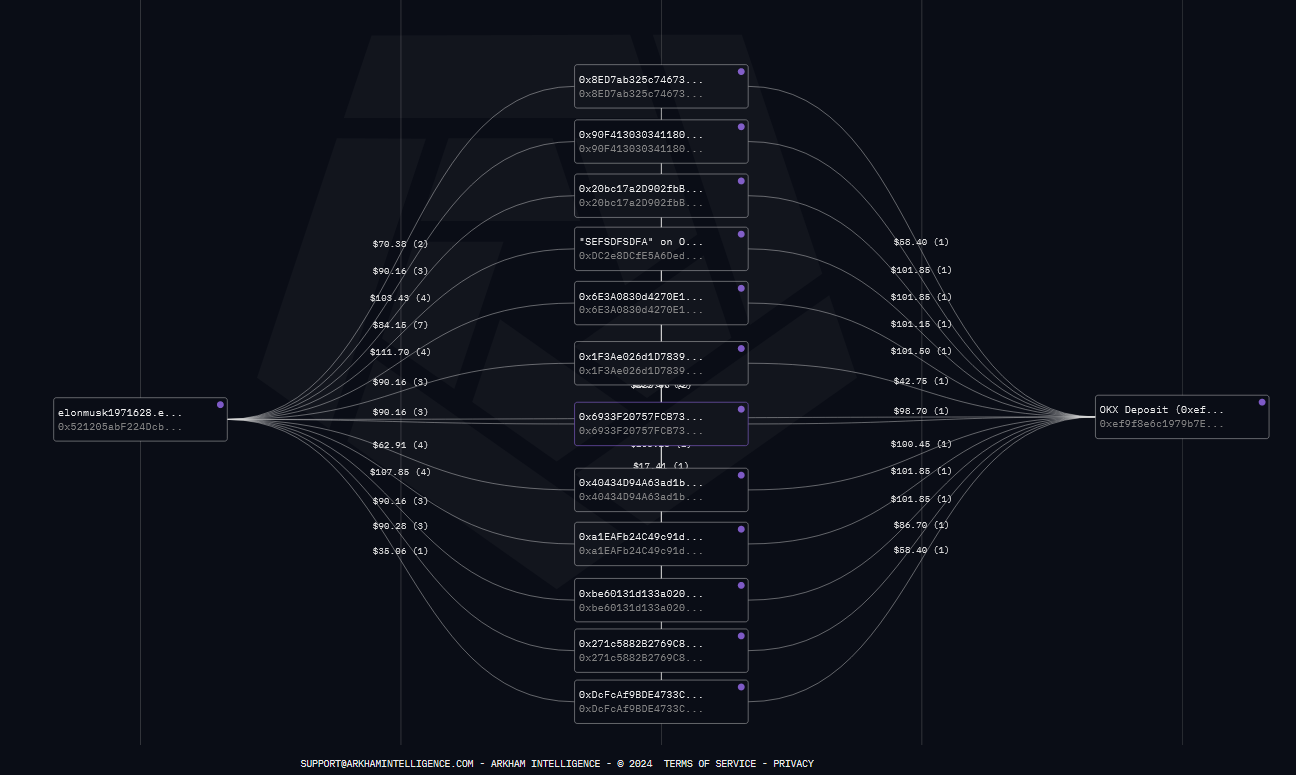 0x8ED7ab325c74673...
0x8ED7ab325c74673...
0x90F413030341180...
0x90F413030341180...
0x20bc17a2D902fbB...
0x20bc17a2D902fbB...
"SEFSDFSDFA" on O...
0xDC2e8DCfE5A6Ded...
$70.38 (2)
$58.40 (1)
$90.16 (3)
$101.85 (1)
0x6E3A0830d4270E1...
0x6E3A0830d4270E1...
$103.43 (4)
$101.85 (1)
$84.15 (7)
$101.15 (1)
$111.70 (4)
$101.50 (1)
0x1F3Ae026d1D7839...
0x1F3Ae026d1D7839...
$90.16 (3)
$42.75 (1)
elonmusk1971628.e...
0x521205abF224Dcb...
$90.16 (3)
0x6933F20757FCB73...
0x6933F20757FCB73...
$98.70 (1)
OKX Deposit (0xef...
0xef9f8e6c1979b7E...
$62.91 (4)
$100.45 (1)
$17.41 (1)
$107.85 (4)
$101.85 (1)
0x40434D94A63ad1b...
0x40434D94A63ad1b...
$90.16 (3)
$101.85 (1)
$90.28 (3)
$86.70 (1)
0xa1EAFb24C49c91d...
0xa1EAFb24C49c91d...
$35.06 (1)
$58.40 (1)
0xbe60131d133a020...
0xbe60131d133a020...
0x271c5882B2769C8...
0x271c5882B2769C8...
0xDcFcAf9BDE4733C...
0xDcFcAf9BDE4733C...
SUPPORT@ARKHAMINTELLIGENCE.COM - ARKHAM INTELLIGENCE - © 2024 TERMS OF SERVICE - PRIVACY